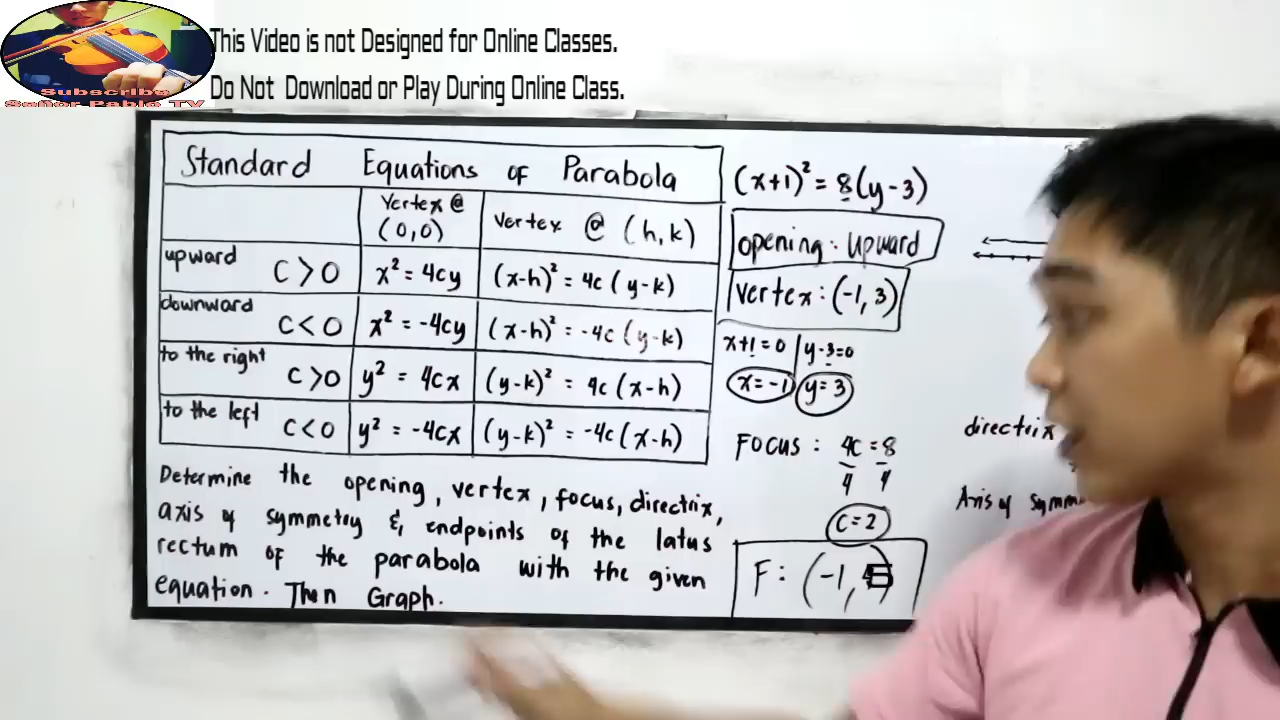 This Video is not Designed for Online Classes.
Do Not Download or Play During Online Class.
Subscribe
Señor Pablo TV
Standard Equations of Parabola
Vertex @ (0,0)
Vertex @ (h,k)
upward C>0 x² = 4cy (x-h)² = 4c (y-k)
downward C<0 x² = -4cy (x-h)² = -4c (y-k)
to the right C>0 y² = 4cx (y-k)² = 4c (x-h)
to the left C<0 y² = -4cx (y-k)² = -4c (x-h)
Determine the opening, vertex, focus, directrix,
axis of symmetry & endpoints of the latus
rectum of the parabola with the given
equation. Then Graph.
(x+1)² = 8(y-3)
opening: upward
vertex: (-1, 3)
x+1=0 | y-3=0
x=-1 y=3
Focus: 4c = 8
4 4
c=2
F: (-1, 5)
directrix
Axis of symm